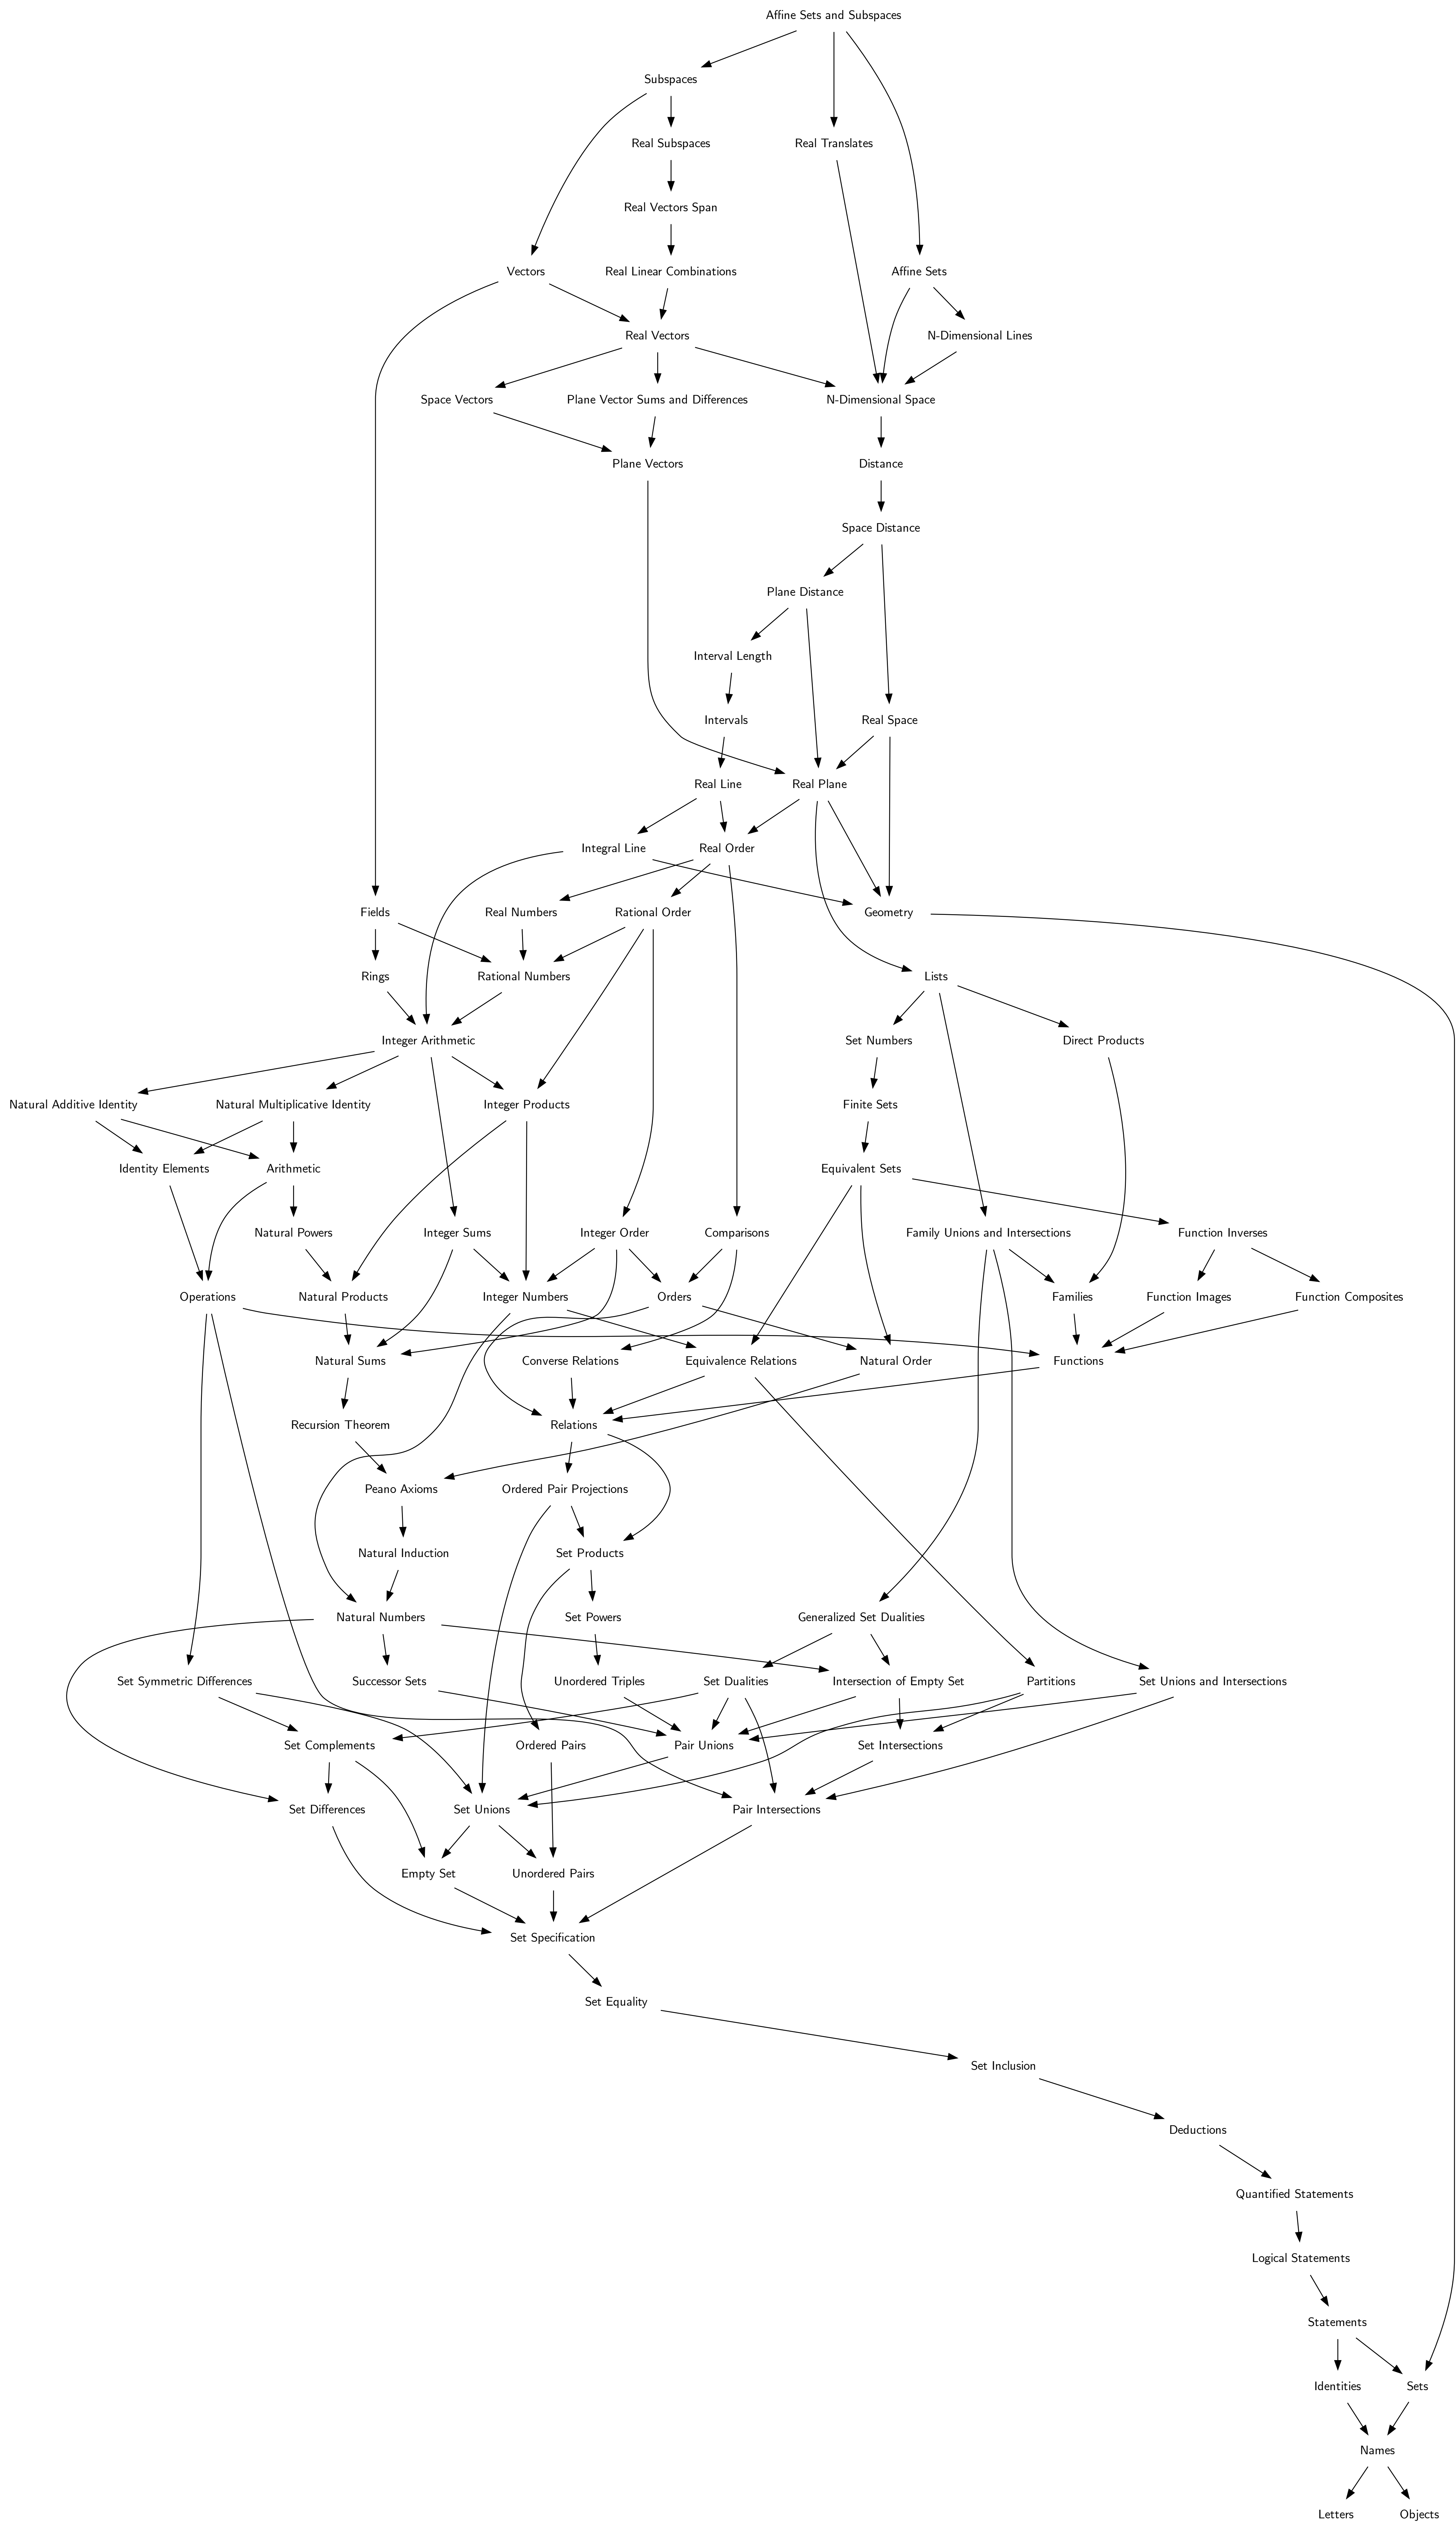 Affine Sets and Subspaces
Subspaces
Real Subspaces
Real Translates
Real Vectors Span
Vectors
Real Linear Combinations
Affine Sets
Real Vectors
N-Dimensional Lines
Space Vectors
Plane Vector Sums and Differences
N-Dimensional Space
Plane Vectors
Distance
Space Distance
Plane Distance
Interval Length
Intervals
Real Space
Real Line
Real Plane
Integral Line
Real Order
Fields
Real Numbers
Rational Order
Geometry
Rings
Rational Numbers
Lists
Integer Arithmetic
Set Numbers
Direct Products
Natural Additive Identity
Natural Multiplicative Identity
Integer Products
Finite Sets
Identity Elements
Arithmetic
Equivalent Sets
Natural Powers
Integer Sums
Integer Order
Comparisons
Family Unions and Intersections
Function Inverses
Operations
Natural Products
Integer Numbers
Orders
Families
Function Images
Function Composites
Natural Sums
Converse Relations
Equivalence Relations
Natural Order
Functions
Recursion Theorem
Relations
Peano Axioms
Ordered Pair Projections
Natural Induction
Set Products
Natural Numbers
Set Powers
Generalized Set Dualities
Set Symmetric Differences
Successor Sets
Unordered Triples
Set Dualities
Intersection of Empty Set
Partitions
Set Unions and Intersections
Set Complements
Ordered Pairs
Pair Unions
Set Intersections
Set Differences
Set Unions
Pair Intersections
Empty Set
Unordered Pairs
Set Specification
Set Equality
Set Inclusion
Deductions
Quantified Statements
Logical Statements
Statements
Identities
Sets
Names
Letters
Objects